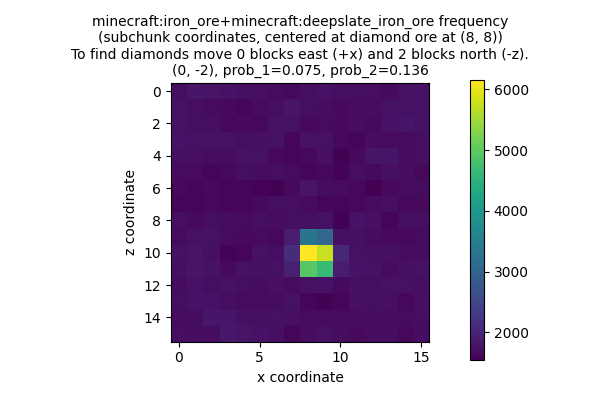 minecraft:iron_ore+minecraft:deepslate_iron_ore frequency
(subchunk coordinates, centered at diamond ore at (8, 8))
To find diamonds move 0 blocks east (+x) and 2 blocks north (-z).
(0, -2), prob_1=0.075, prob_2=0.136
0
2
4
6
8
10
12
14
z coordinate
0
5
10
15
x coordinate
6000
5000
4000
3000
2000